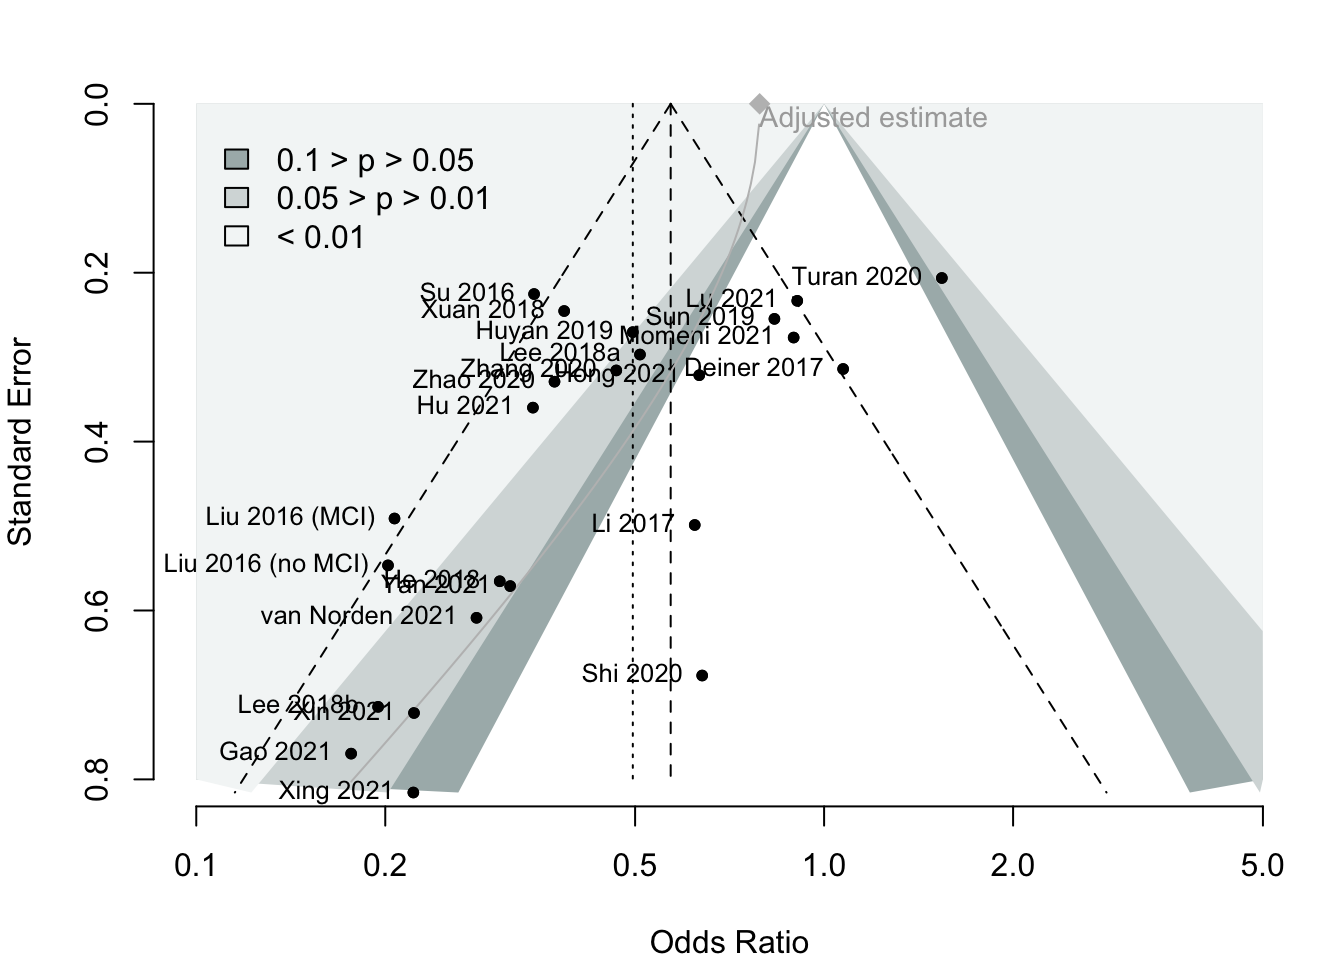 0.0
0.2
0.4
0.6
0.8
Standard Error
Adjusted estimate
0.1 > p > 0.05
0.05 > p > 0.01
< 0.01
Turan 2020
Su 2016
Lu 2021
Xuan 2018
Sun 2019
Huyan 2019
Momeni 2021
Lee 2018a
Deiner 2017
Zhang 2020
Hong 2021
Zhao 2020
Hu 2021
Liu 2016 (MCI)
Li 2017
Liu 2016 (no MCI)
He 2018
Yan 2021
van Norden 2021
Shi 2020
Lee 2018b
Xin 2021
Gao 2021
Xing 2021
0.1
0.2
0.5
1.0
2.0
5.0
Odds Ratio